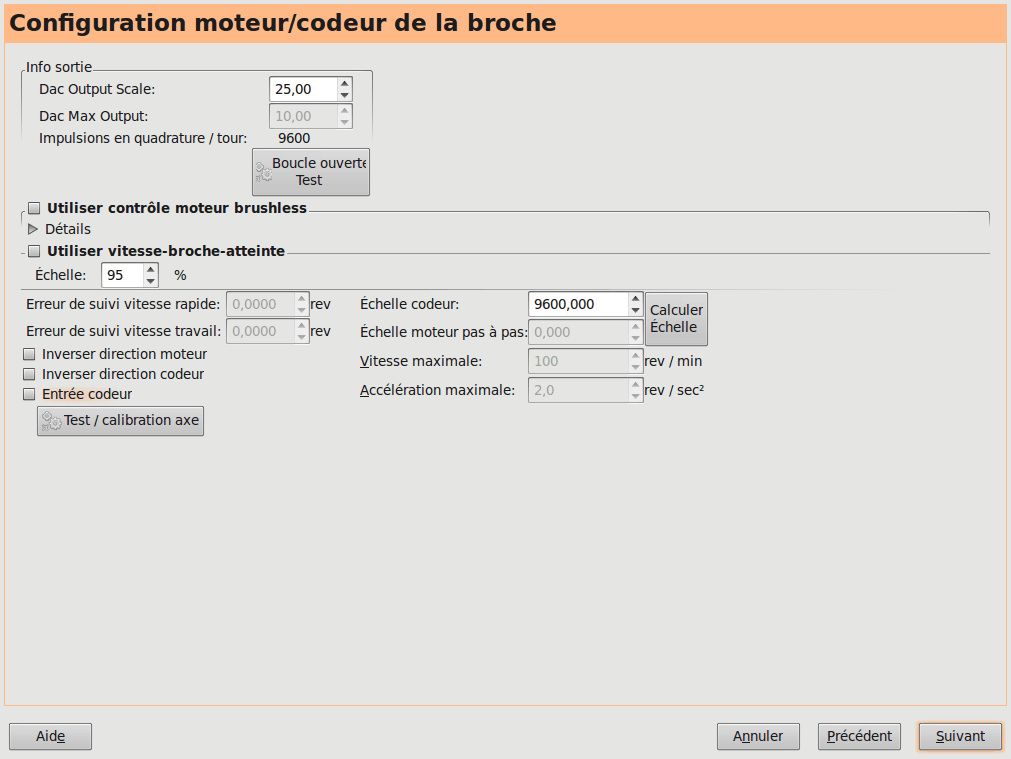 Configuration moteur/codeur de la broche
Info sortie
Dac Output Scale: 25,00
Dac Max Output: 10,00
Impulsions en quadrature / tour: 9600
Boucle ouverte
Test
Utiliser contrôle moteur brushless
Détails
Utiliser vitesse-broche-atteinte
Échelle: 95 %
Erreur de suivi vitesse rapide: 0,0000 rev
Erreur de suivi vitesse travail: 0,0000 rev
Inverser direction moteur
Inverser direction codeur
Entrée codeur
Test / calibration axe
Échelle codeur: 9600,000
Échelle moteur pas à pas: 0,000
Calculer
Échelle
Vitesse maximale: 100 rev / min
Accélération maximale: 2,0 rev / sec²
Aide
Annuler
Précédent
Suivant